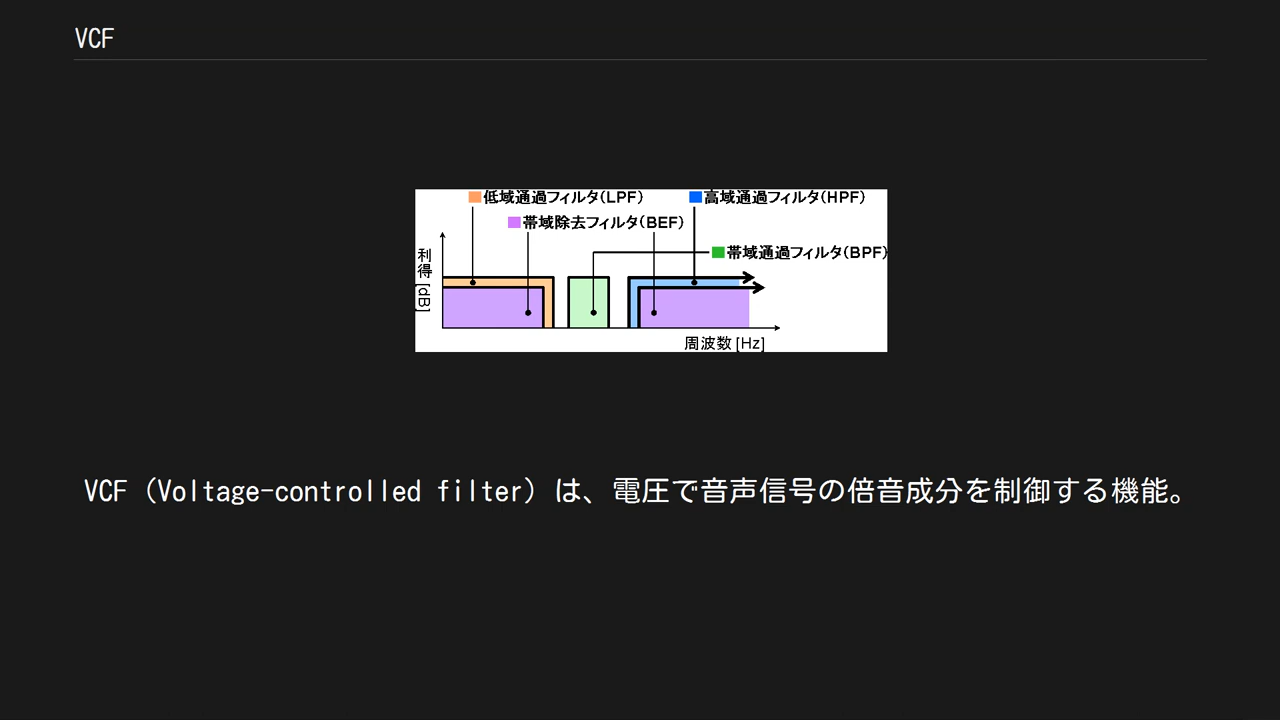 VCF
低域通過フィルタ(LPF)
高域通過フィルタ(HPF)
帯域除去フィルタ(BEF)
帯域通過フィルタ(BPF)
利得 [dB]
周波数 [Hz]
VCF (Voltage-controlled filter) は、電圧で音声信号の倍音成分を制御する機能。